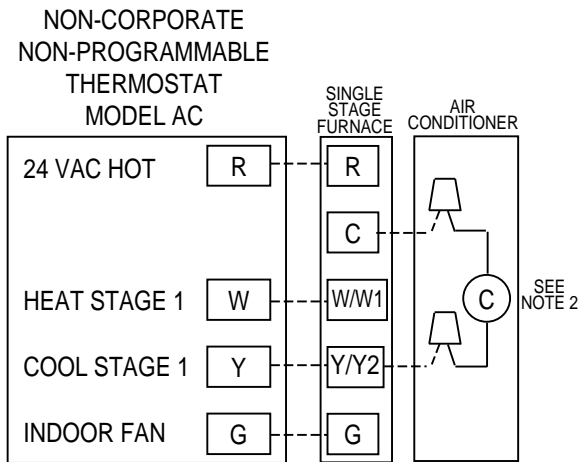 NON-CORPORATE
NON-PROGRAMMABLE
THERMOSTAT
MODEL AC
SINGLE
STAGE
FURNACE
AIR
CONDITIONER
24 VAC HOT R R
C
HEAT STAGE 1 W W/W1 C SEE
NOTE 2
COOL STAGE 1 Y Y/Y2
INDOOR FAN G G